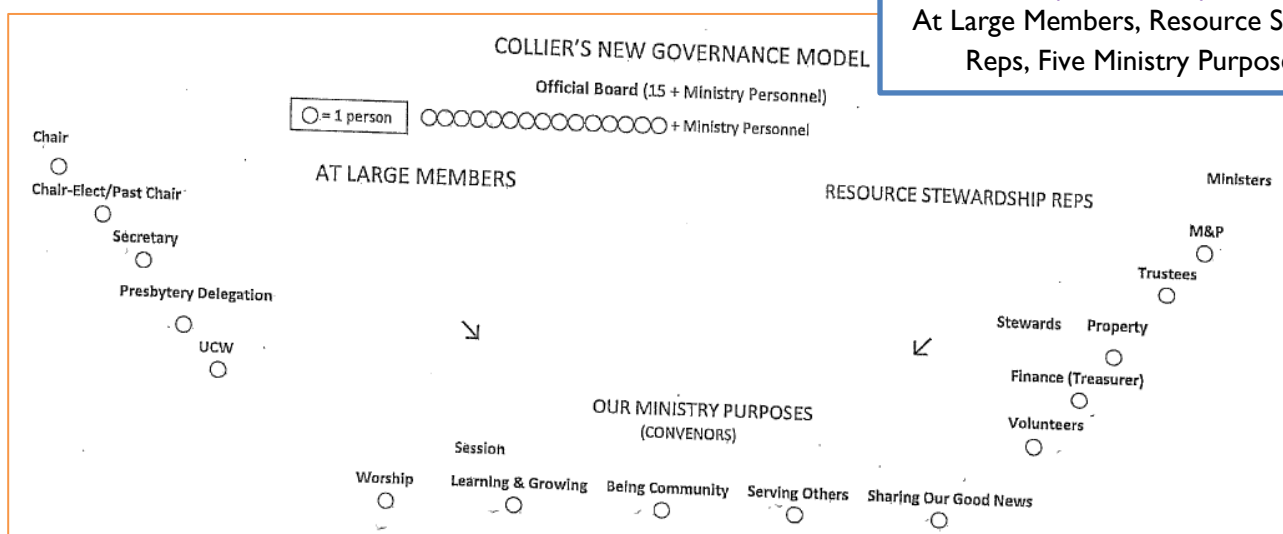 At Large Members, Resource S
Reps, Five Ministry Purpos
COLLIER'S NEW GOVERNANCE MODEL
Official Board (15 + Ministry Personnel)
O = 1 person OOOOOOOOOOOOOOO + Ministry Personnel
Chair
Chair-Elect/Past Chair
Secretary
Presbytery Delegation
UCW
AT LARGE MEMBERS
RESOURCE STEWARDSHIP REPS
Ministers
M&P
Trustees
Stewards Property
Finance (Treasurer)
Volunteers
OUR MINISTRY PURPOSES
(CONVENORS)
Session
Worship Learning & Growing Being Community Serving Others Sharing Our Good News